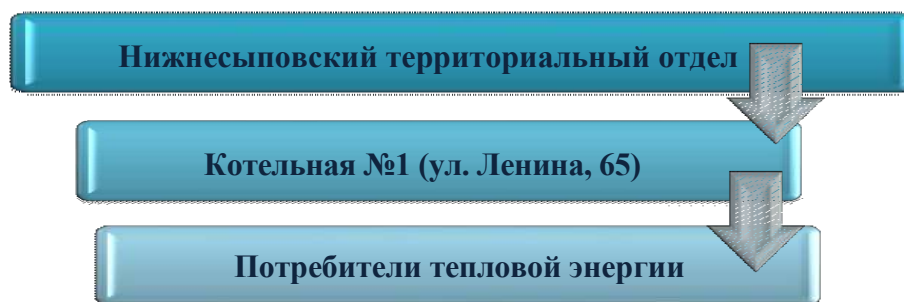 Нижнесыповский территориальный отдел
Котельная №1 (ул. Ленина, 65)
Потребители тепловой энергии